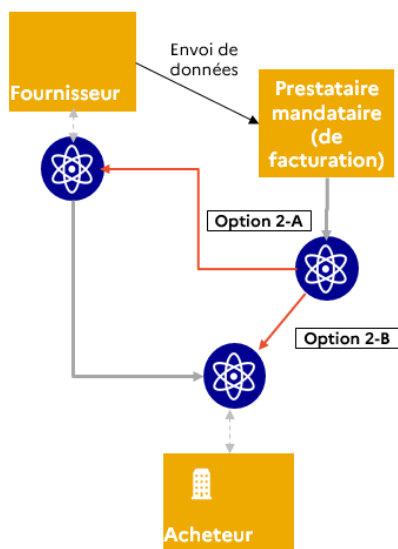 Envoi de
données
Fournisseur
Prestataire
mandataire
(de
facturation)
Option 2-A
Option 2-B
Acheteur